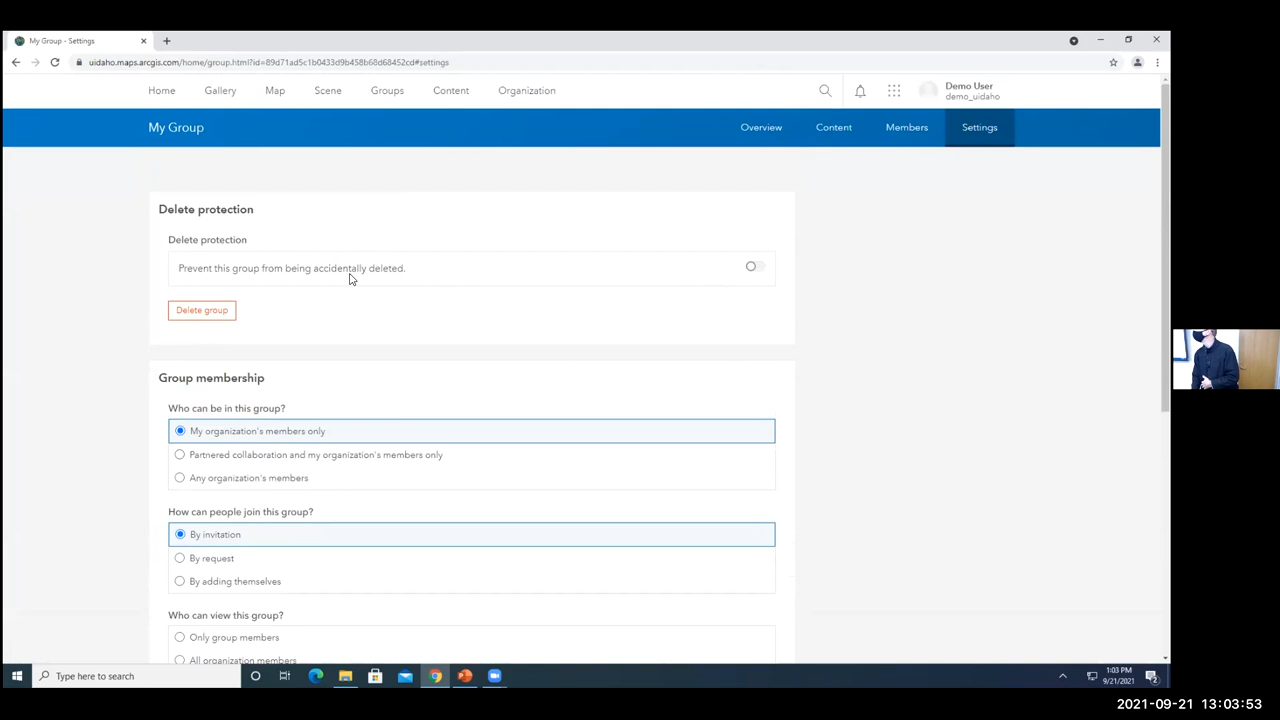 My Group - Settings
uidaho.maps.arcgis.com/home/group.html?id=89d71ad5c1b0433d9b458b68d68452cd#settings
Home Gallery Map Scene Groups Content Organization
Demo User
demo_uidaho
My Group Overview Content Members Settings
Delete protection
Delete protection
Prevent this group from being accidentally deleted.
Delete group
Group membership
Who can be in this group?
My organization's members only
Partnered collaboration and my organization's members only
Any organization's members
How can people join this group?
By invitation
By request
By adding themselves
Who can view this group?
Only group members
All organization members
Type here to search
1:03 PM
9/21/2021
2
2021-09-21 13:03:53